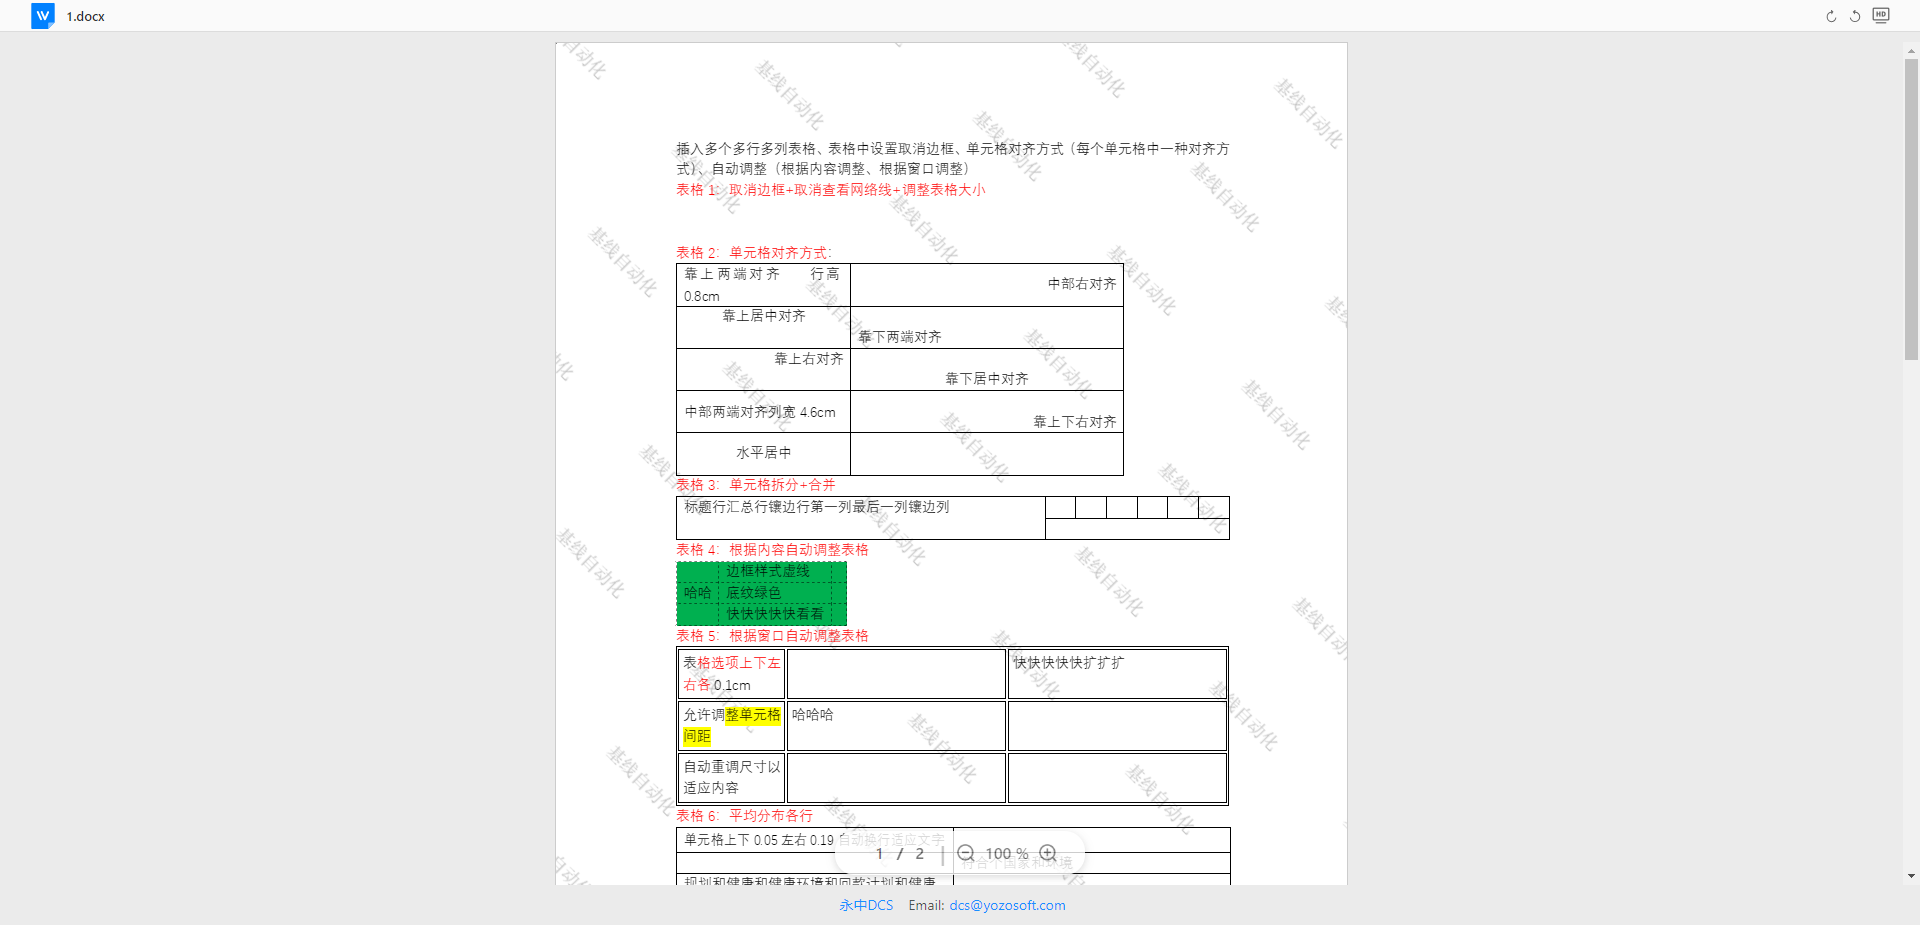 1.docx
HD
插入多个多行多列表格、表格中设置取消边框、单元格对齐方式（每个单元格中一种对齐方
式）、自动调整（根据内容调整、根据窗口调整）
表格 1：取消边框+取消查看网络线+调整表格大小
表格 2：单元格对齐方式：
靠上两端对齐 行高
0.8cm
中部右对齐
靠上居中对齐
靠下两端对齐
靠上右对齐
靠下居中对齐
中部两端对齐列宽 4.6cm
靠上下右对齐
水平居中
表格 3：单元格拆分+合并
标题行汇总行镶边行第一列最后一列镶边列
表格 4：根据内容自动调整表格
边框样式虚线
哈哈 底纹绿色
快快快快快看看
表格 5：根据窗口自动调整表格
表格选项上下左
右各 0.1cm
快快快快快扩扩扩
允许调整单元格
间距
哈哈哈
自动重调尺寸以
适应内容
表格 6：平均分布各行
单元格上下 0.05 左右 0.19 自动换行适应文字
符合个国家和环境
规划和健康和健康环境和回款计划和健康
1 / 2 100 %
永中DCS Email: dcs@yozosoft.com
基线自动化